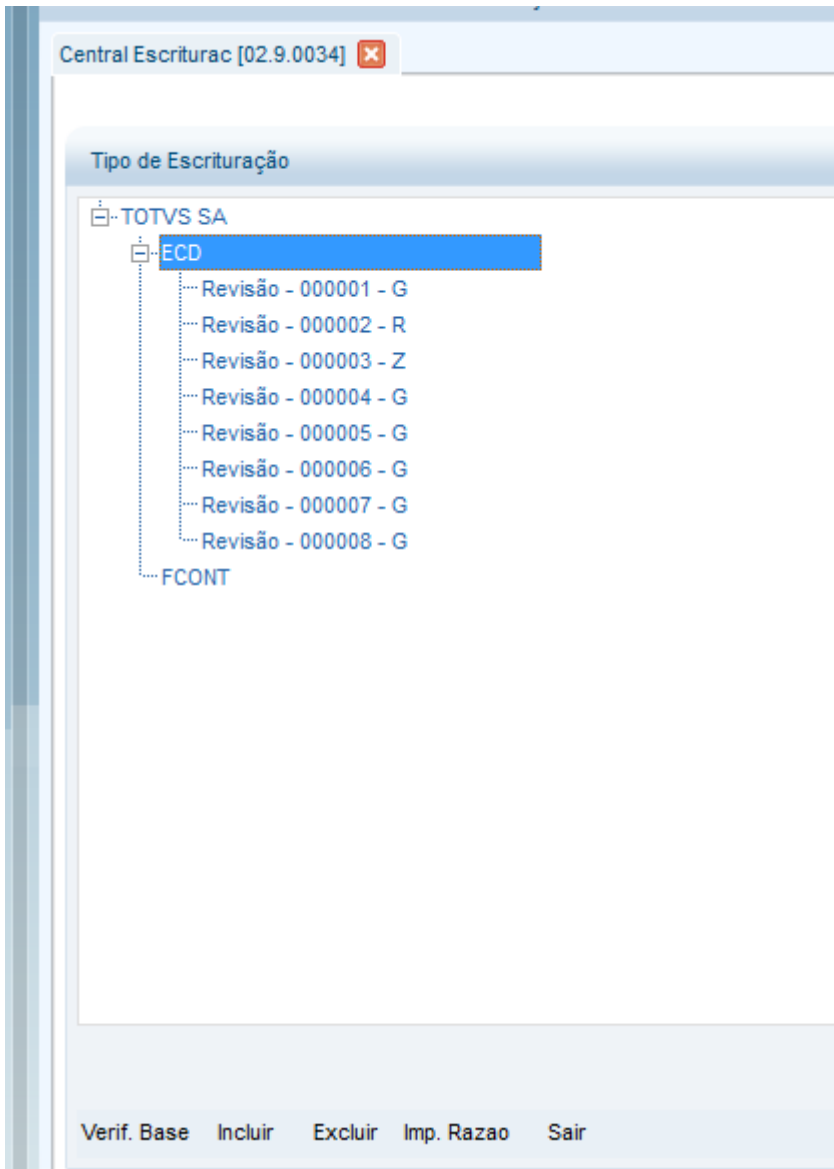 Central Escriturac [02.9.0034]
Tipo de Escrituração
TOTVS SA
ECD
Revisão - 000001 - G
Revisão - 000002 - R
Revisão - 000003 - Z
Revisão - 000004 - G
Revisão - 000005 - G
Revisão - 000006 - G
Revisão - 000007 - G
Revisão - 000008 - G
FCONT
Verif. Base Incluir Excluir Imp. Razao Sair